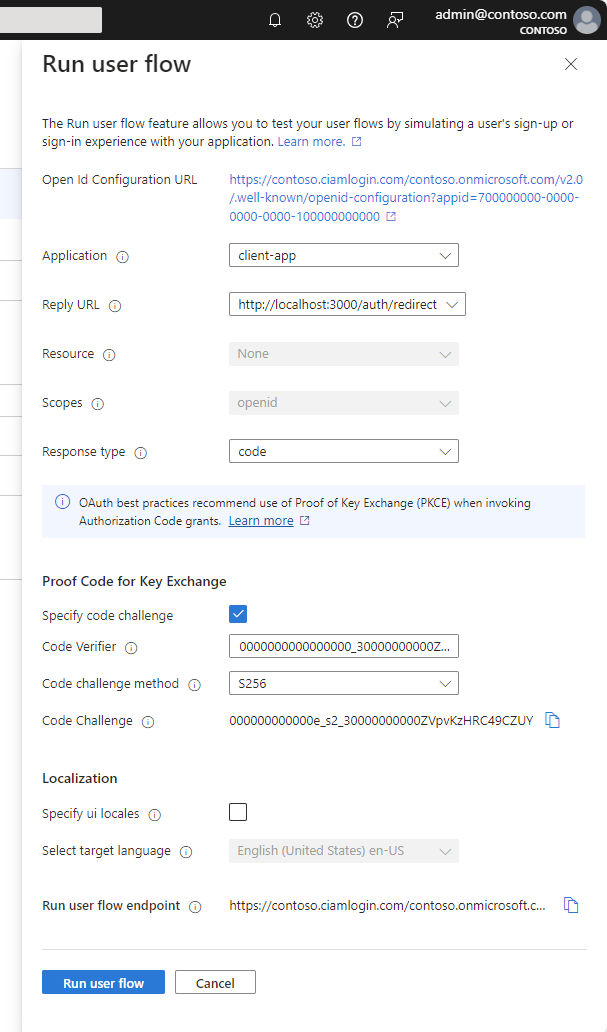 admin@contoso.com
CONTOSO
Run user flow
The Run user flow feature allows you to test your user flows by simulating a user's sign-up or
sign-in experience with your application. Learn more.
Open Id Configuration URL
https://contoso.ciamlogin.com/contoso.onmicrosoft.com/v2.0
/.well-known/openid-configuration?appid=700000000-0000-
0000-0000-100000000000
Application
client-app
Reply URL
http://localhost:3000/auth/redirect
Resource
None
Scopes
openid
Response type
code
OAuth best practices recommend use of Proof of Key Exchange (PKCE) when invoking
Authorization Code grants. Learn more
Proof Code for Key Exchange
Specify code challenge
Code Verifier
0000000000000000_30000000000Z...
Code challenge method
S256
Code Challenge
000000000000e_s2_30000000000ZVpvKzHRC49CZUY
Localization
Specify ui locales
Select target language
English (United States) en-US
Run user flow endpoint
https://contoso.ciamlogin.com/contoso.onmicrosoft.c...
Run user flow
Cancel